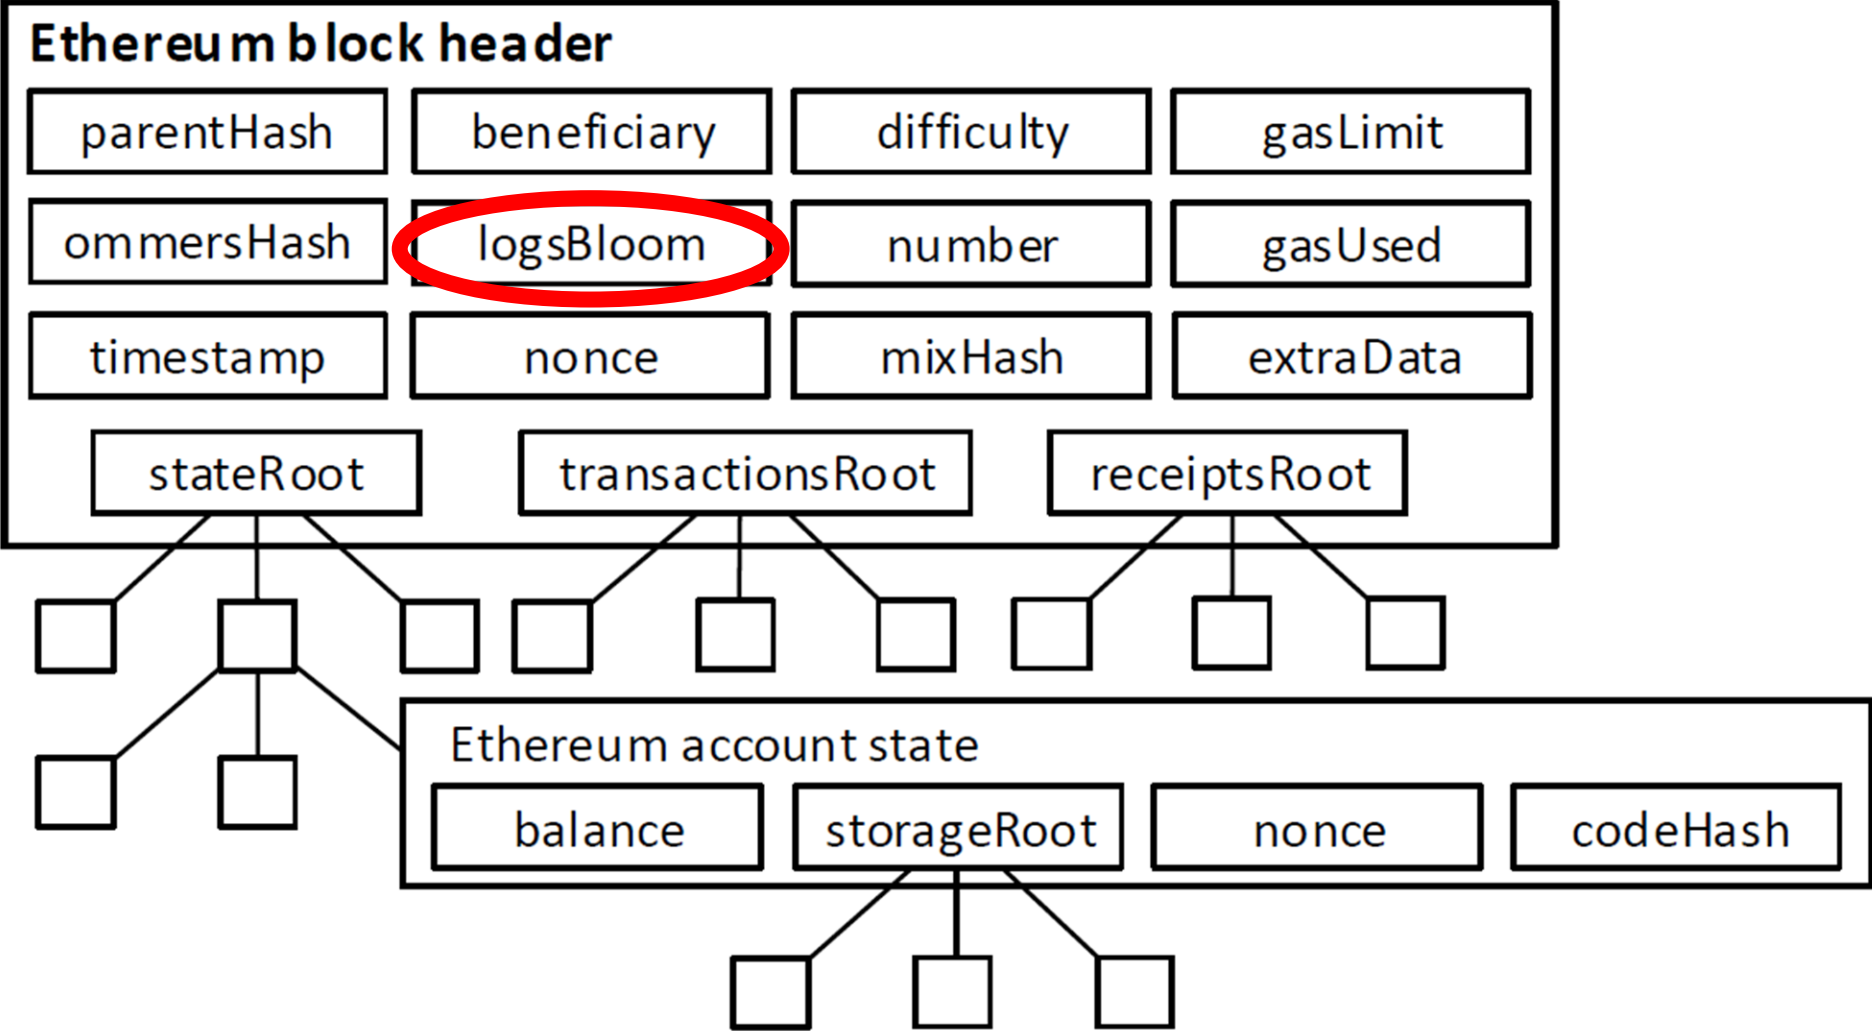 Ethereum block header
parentHash beneficiary difficulty gasLimit
ommersHash logsBloom number gasUsed
timestamp nonce mixHash extraData
stateRoot transactionsRoot receiptsRoot
Ethereum account state
balance storageRoot nonce codeHash